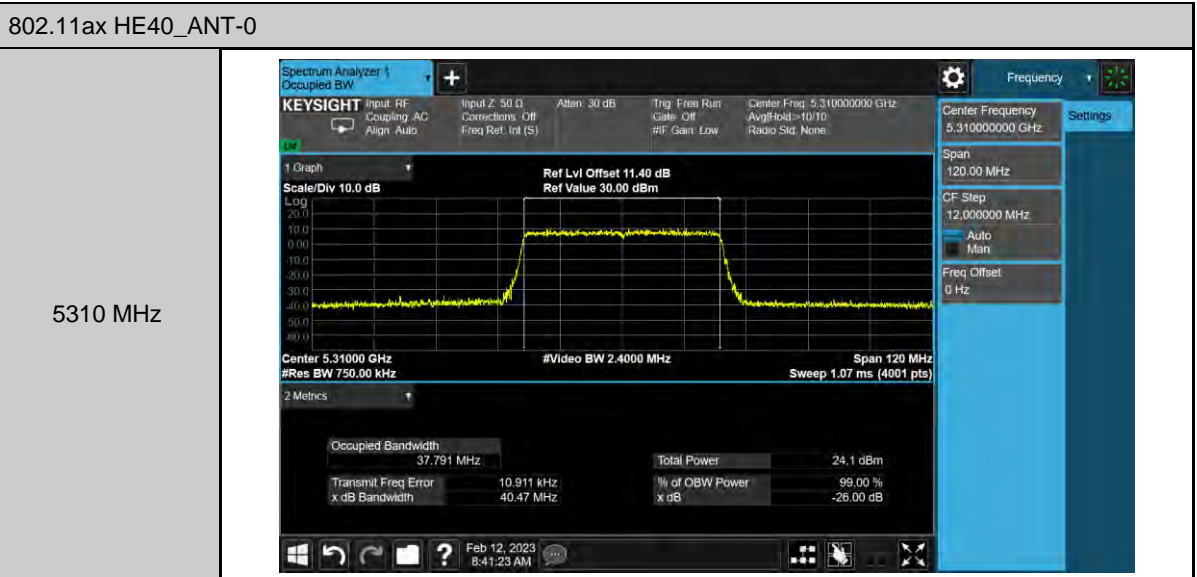 802.11ax HE40_ANT-0
5310 MHz
Spectrum Analyzer 1
Occupied BW
Frequency
KEYSIGHT
Input: RF
Coupling: AC
Align: Auto
Input Z: 50 Ω
Corrections: Off
Freq Ref: Int (S)
Atten: 30 dB
Trig: Free Run
Gate: Off
#IF Gain: Low
Center Freq: 5.310000000 GHz
Avg|Hold:>10/10
Radio Std: None
Center Frequency
5.310000000 GHz
Settings
Span
120.00 MHz
CF Step
12.000000 MHz
Auto
Man
Freq Offset
0 Hz
1 Graph
Scale/Div 10.0 dB
Ref Lvl Offset 11.40 dB
Ref Value 30.00 dBm
Log
20.0
10.0
0.00
-10.0
-20.0
-30.0
-40.0
-50.0
-60.0
Center 5.31000 GHz
#Res BW 750.00 kHz
#Video BW 2.4000 MHz
Span 120 MHz
Sweep 1.07 ms (4001 pts)
2 Metrics
Occupied Bandwidth
37.791 MHz
Total Power 24.1 dBm
Transmit Freq Error 10.911 kHz
% of OBW Power 99.00 %
x dB Bandwidth 40.47 MHz
x dB -26.00 dB
?
Feb 12, 2023
8:41:23 AM